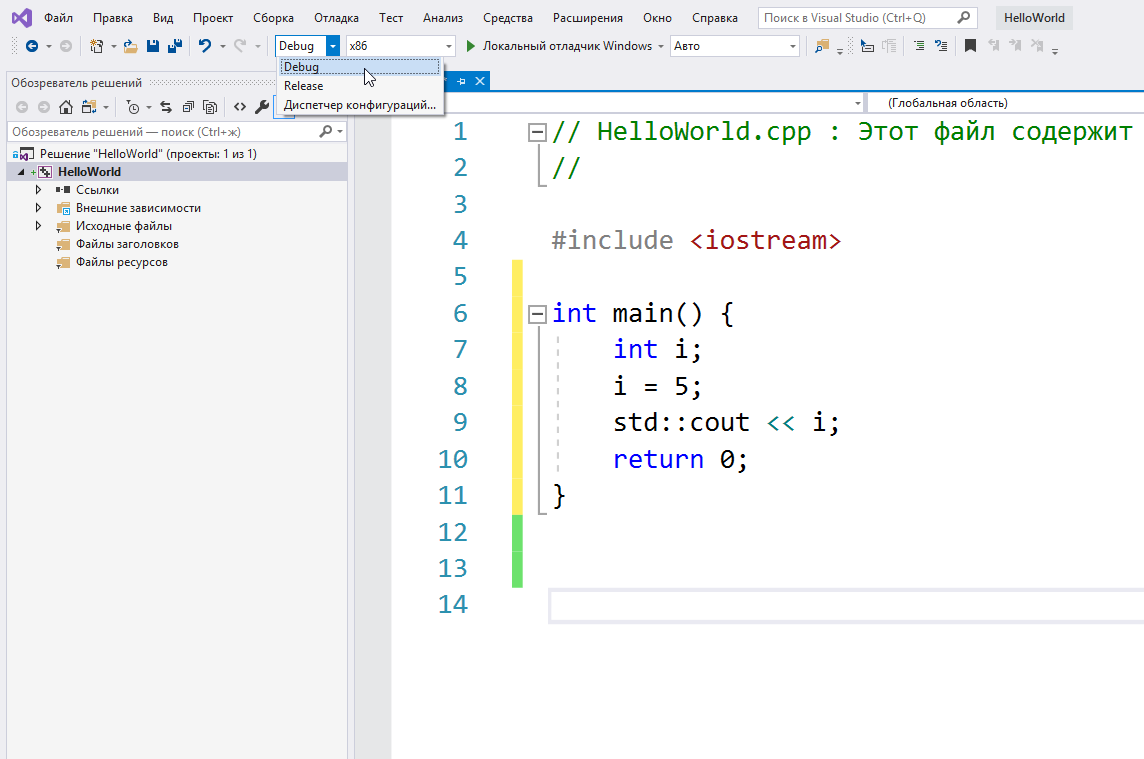 Файл Правка Вид Проект Сборка Отладка Тест Анализ Средства Расширения Окно Справка Поиск в Visual Studio (Ctrl+Q) HelloWorld
Debug x86 Локальный отладчик Windows Авто
Debug
Release
Диспетчер конфигураций...
Обозреватель решений
Обозреватель решений — поиск (Ctrl+ж)
Решение "HelloWorld" (проекты: 1 из 1)
HelloWorld
Ссылки
Внешние зависимости
Исходные файлы
Файлы заголовков
Файлы ресурсов
(Глобальная область)
1 // HelloWorld.cpp : Этот файл содержит
2 //
3
4 #include <iostream>
5
6 int main() {
7 int i;
8 i = 5;
9 std::cout << i;
10 return 0;
11 }
12
13
14